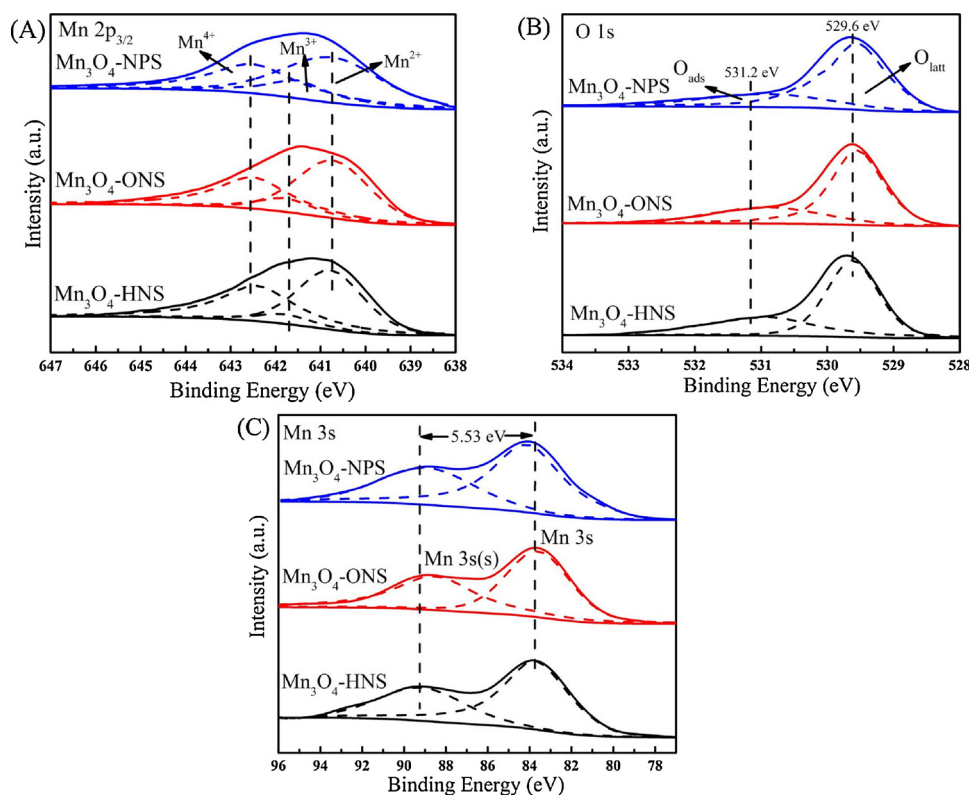 (A)
Mn 2p3/2
Mn3O4-NPS
Mn4+
Mn3+
Mn2+
Mn3O4-ONS
Mn3O4-HNS
Intensity (a.u.)
647 646 645 644 643 642 641 640 639 638
Binding Energy (eV)
(B)
O 1s
529.6 eV
Mn3O4-NPS
Oads
531.2 eV
Olatt
Mn3O4-ONS
Mn3O4-HNS
Intensity (a.u.)
534 533 532 531 530 529 528
Binding Energy (eV)
(C)
Mn 3s
5.53 eV
Mn3O4-NPS
Mn 3s(s)
Mn 3s
Mn3O4-ONS
Mn3O4-HNS
Intensity (a.u.)
96 94 92 90 88 86 84 82 80 78
Binding Energy (eV)